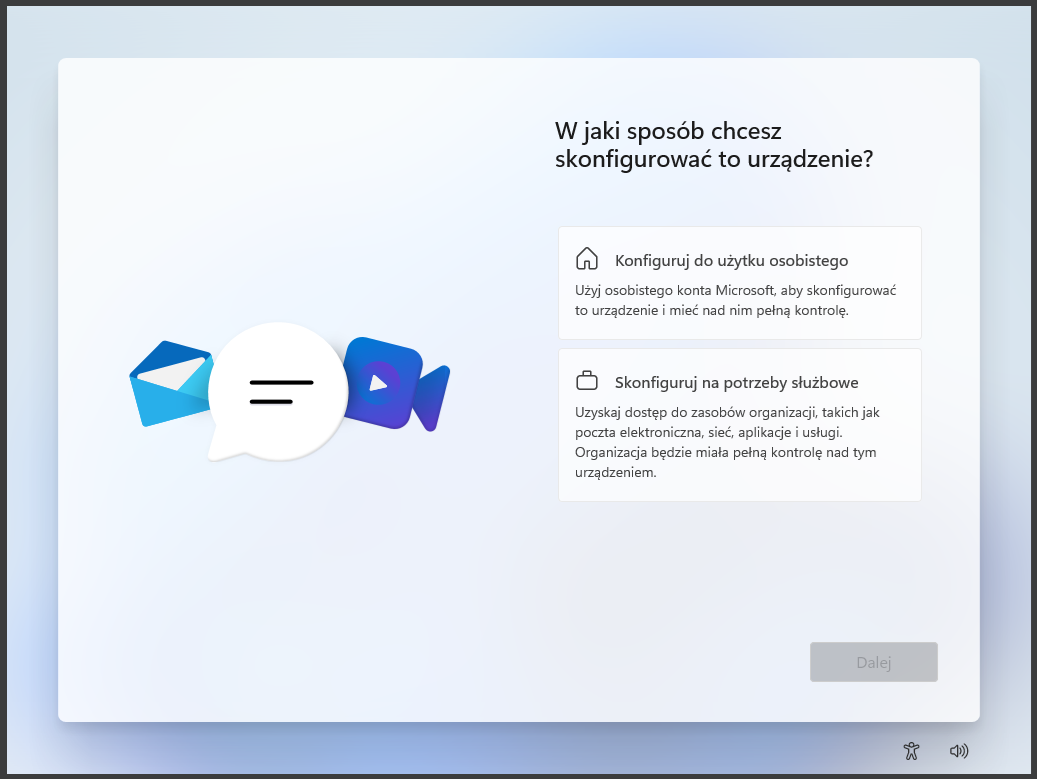 W jaki sposób chcesz
skonfigurować to urządzenie?
Konfiguruj do użytku osobistego
Użyj osobistego konta Microsoft, aby skonfigurować
to urządzenie i mieć nad nim pełną kontrolę.
Skonfiguruj na potrzeby służbowe
Uzyskaj dostęp do zasobów organizacji, takich jak
poczta elektroniczna, sieć, aplikacje i usługi.
Organizacja będzie miała pełną kontrolę nad tym
urządzeniem.
Dalej